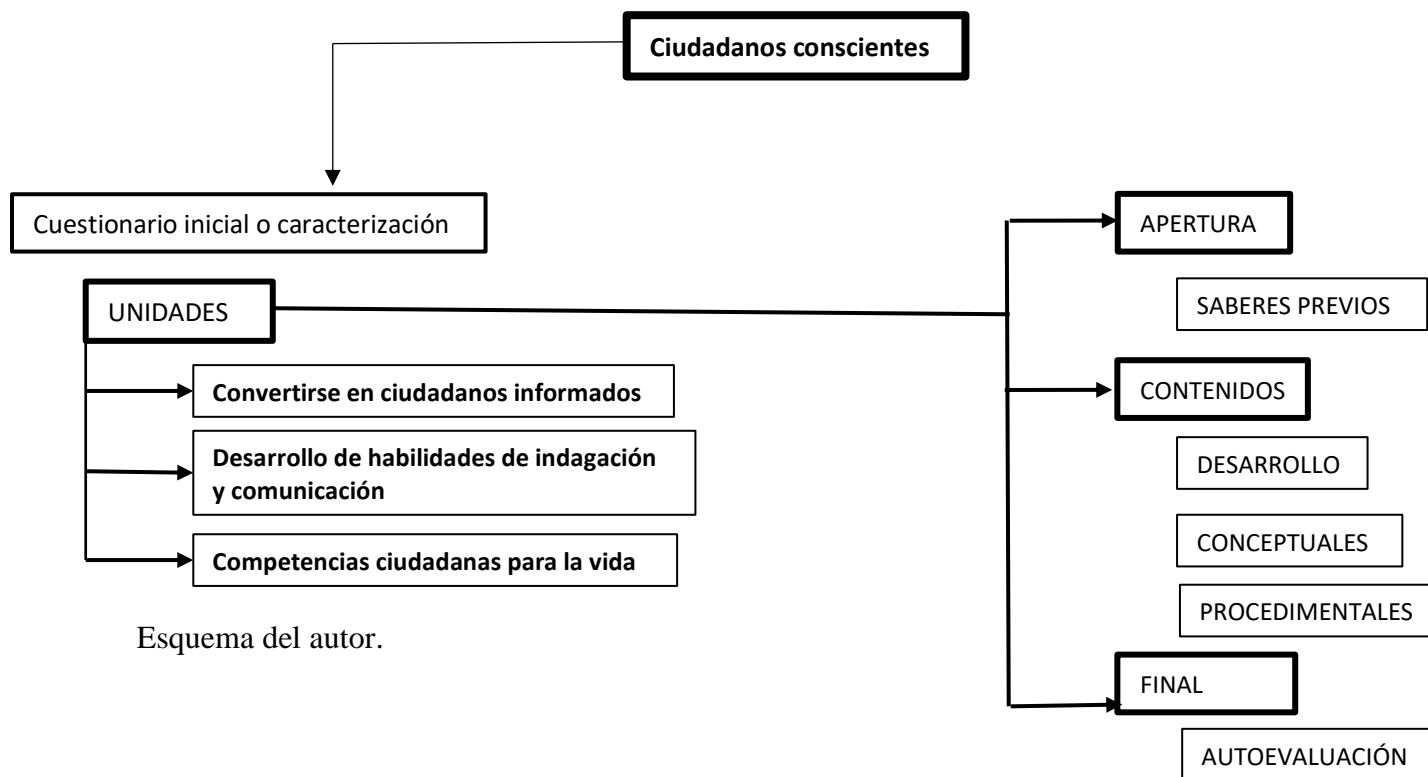 Ciudadanos conscientes
Cuestionario inicial o caracterización
UNIDADES
Convertirse en ciudadanos informados
Desarrollo de habilidades de indagación
y comunicación
Competencias ciudadanas para la vida
Esquema del autor.
APERTURA
SABERES PREVIOS
CONTENIDOS
DESARROLLO
CONCEPTUALES
PROCEDIMENTALES
FINAL
AUTOEVALUACIÓN